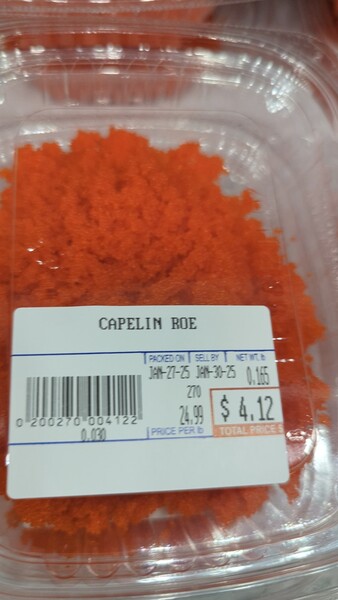 CAPELIN ROE
PACKED ON SELL BY NET WT. lb
JAN-27-25 JAN-30-25 0.165
270
0 200270 004122 24.99 $ 4.12
0.030 PRICE PER lb TOTAL PRICE $